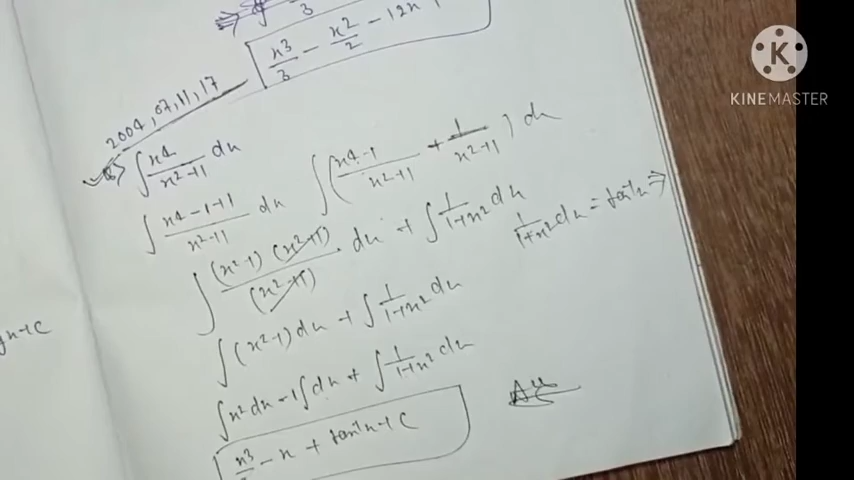 3
x³/3 - x²/2 - 12x
2004, 07, 11, 17
∫ x4/x²+1 dx
∫ x4-1+1/x²+1 dx ∫(x4-1/x²+1 + 1/x²+1) dx
∫ (x²-1) (x²+1)/(x²+1) . dx + ∫ 1/1+x² dx
1/1+x² dx = tan⁻¹x ⇒
∫ (x²-1) dx + ∫ 1/1+x² dx
∫ x² dx - 1∫ dx + ∫ 1/1+x² dx
x³ - x + tan⁻¹x + C
x+c
K
KINEMASTER